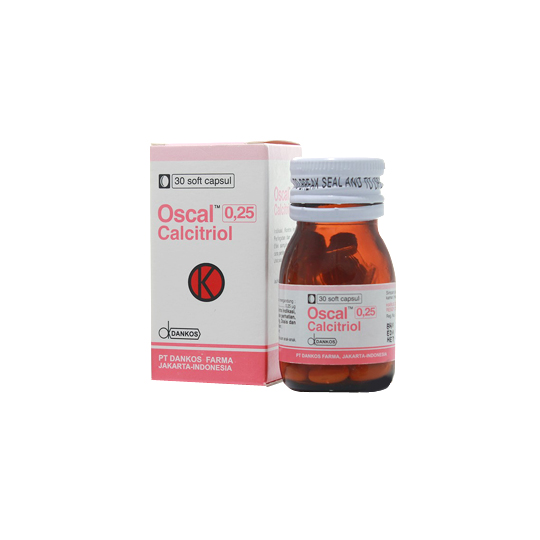 30 soft capsul
Oscal™ 0,25
Calcitriol
K
DANKOS
PT DANKOS FARMA
JAKARTA-INDONESIA
BREAK SEAL AND TO
30 soft capsul
Oscal™ 0,25
Calcitriol
DANKOS
PT DANKOS FARMA, JAKARTA-INDONESIA